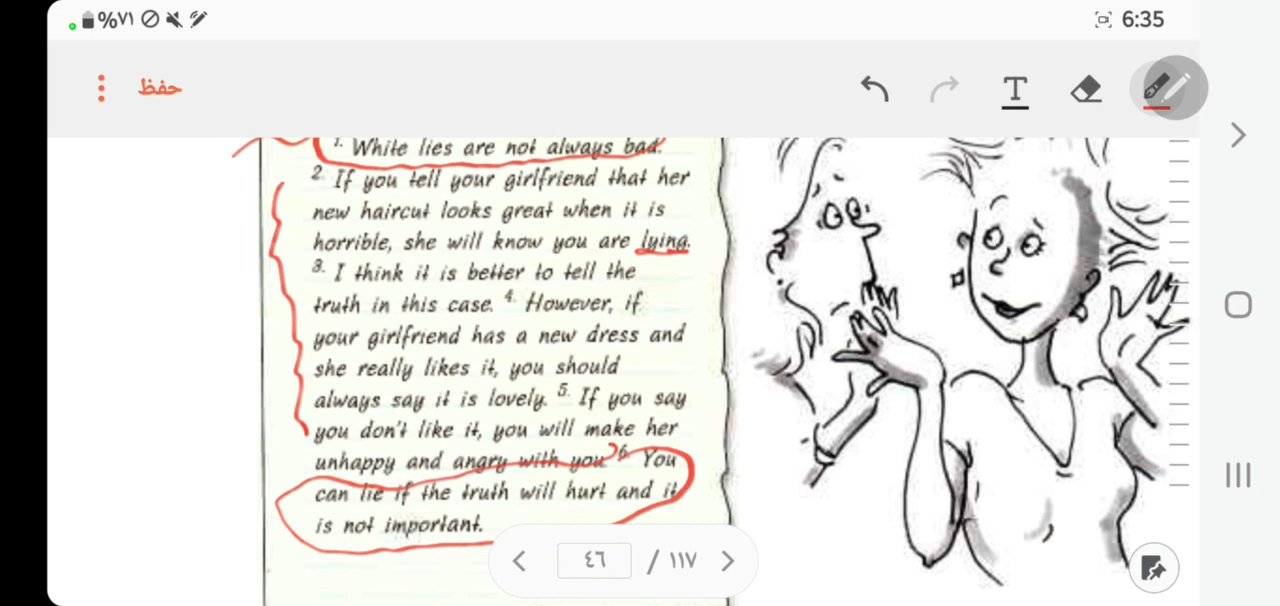 %٧١
6:35
حفظ
T
1. White lies are not always bad.
2. If you tell your girlfriend that her
new haircut looks great when it is
horrible, she will know you are lying.
3. I think it is better to tell the
truth in this case. 4. However, if
your girlfriend has a new dress and
she really likes it, you should
always say it is lovely. 5. If you say
you don't like it, you will make her
unhappy and angry with you. 6. You
can lie if the truth will hurt and it
is not important.
٤٦ / ١١٧